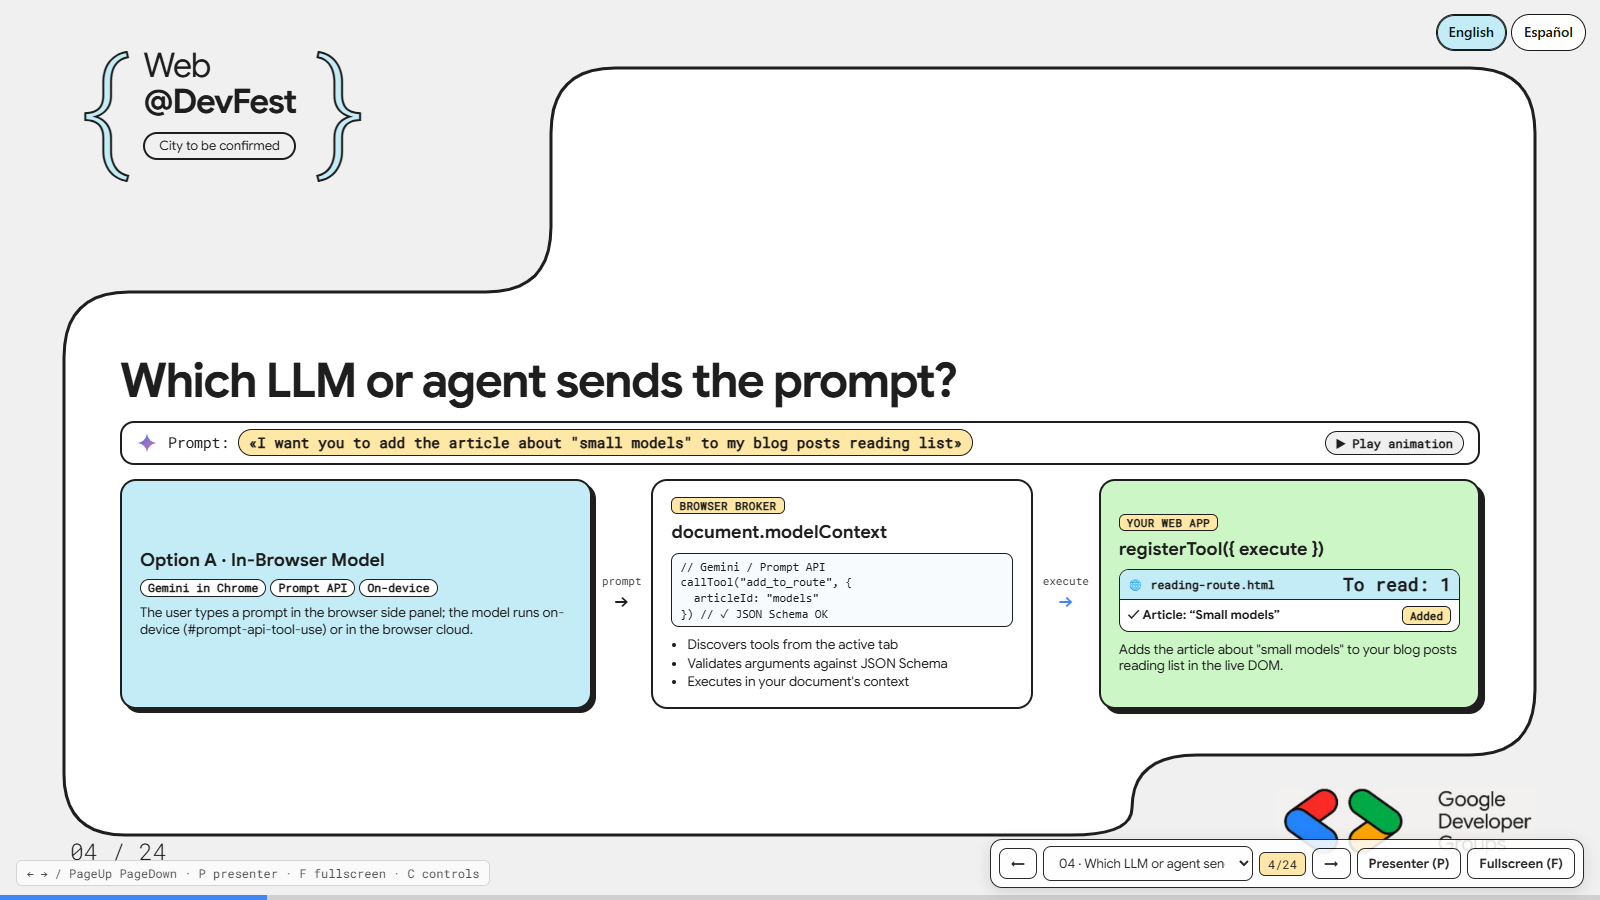 English
Español
Web
@DevFest
City to be confirmed
Which LLM or agent sends the prompt?
Prompt: «I want you to add the article about "small models" to my blog posts reading list»
▶ Play animation
Option A · In-Browser Model
Gemini in Chrome
Prompt API
On-device
The user types a prompt in the browser side panel; the model runs on-
device (#prompt-api-tool-use) or in the browser cloud.
prompt
→
BROWSER BROKER
document.modelContext
// Gemini / Prompt API
callTool("add_to_route", {
articleId: "models"
}) // ✓ JSON Schema OK
• Discovers tools from the active tab
• Validates arguments against JSON Schema
• Executes in your document's context
execute
→
YOUR WEB APP
registerTool({ execute })
reading-route.html
To read: 1
✓ Article: “Small models”
Added
Adds the article about "small models" to your blog posts
reading list in the live DOM.
Google
Developer
Groups
04 / 24
← → / PageUp PageDown · P presenter · F fullscreen · C controls
←
04 · Which LLM or agent sen
4/24
→
Presenter (P)
Fullscreen (F)